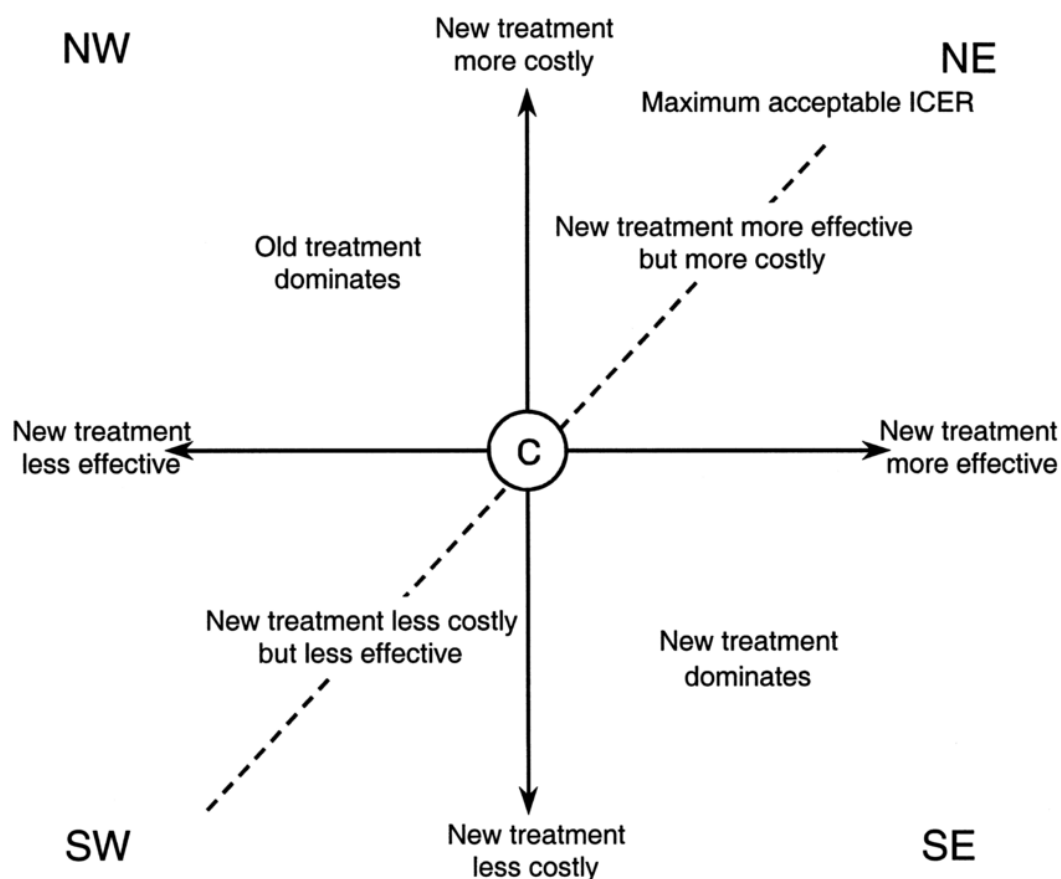 NW
New treatment
more costly
NE
Maximum acceptable ICER
New treatment more effective
but more costly
Old treatment
dominates
New treatment
less effective
C
New treatment
more effective
New treatment less costly
but less effective
New treatment
dominates
SW
New treatment
less costly
SE